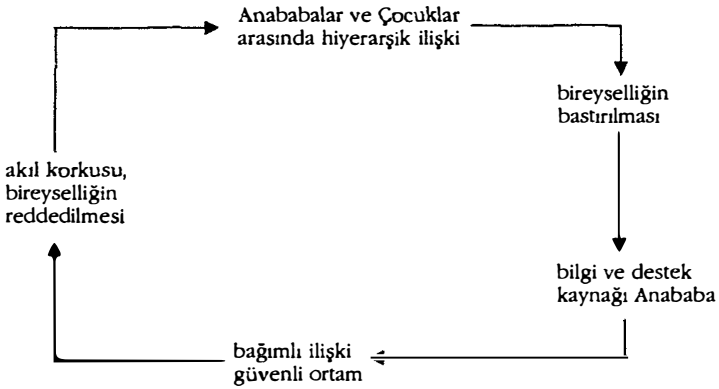 Anababalar ve Çocuklar
arasında hiyerarşik ilişki
bireyselliğin
bastırılması
bilgi ve destek
kaynağı Anababa
bağımlı ilişki
güvenli ortam
akıl korkusu,
bireyselliğin
reddedilmesi